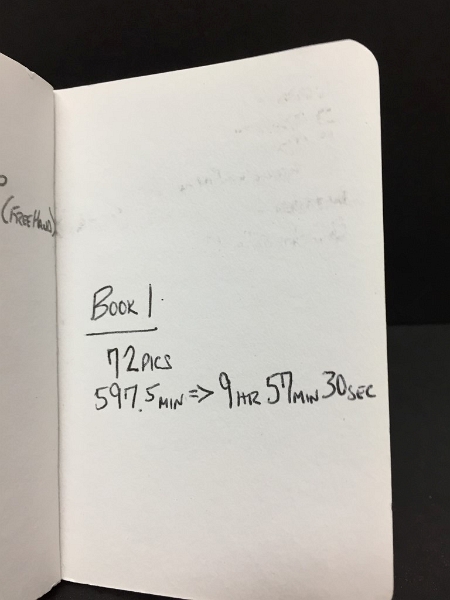 (FREEHAND)
BOOK 1
72 PICS
597.5 MIN => 9 HR 57 MIN 30 SEC